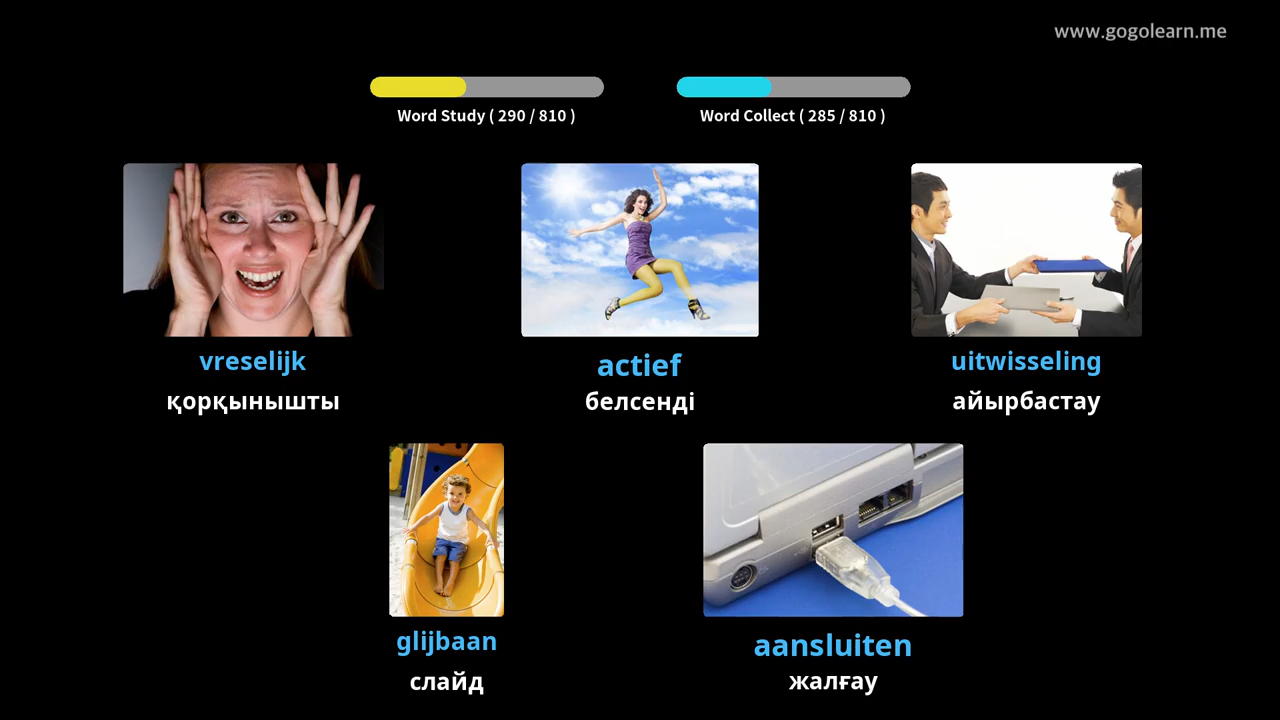 www.gogolearn.me
Word Study ( 290 / 810 )
Word Collect ( 285 / 810 )
vreselijk
actief
uitwisseling
қорқынышты
белсенді
айырбастау
glijbaan
aansluiten
слайд
жалғау